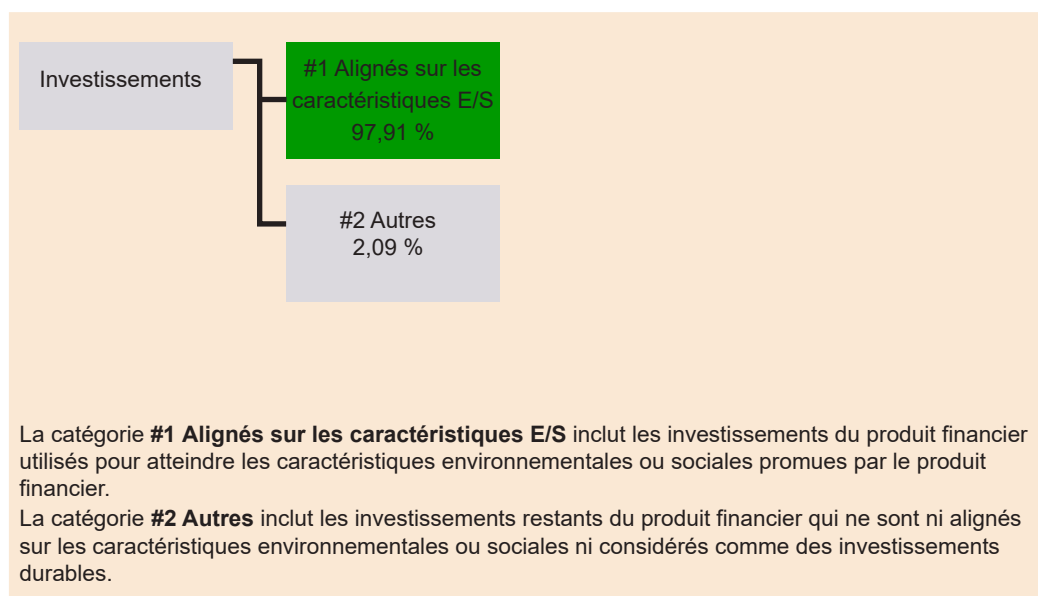 Investissements
#1 Alignés sur les
caractéristiques E/S
97,91 %
#2 Autres
2,09 %
La catégorie #1 Alignés sur les caractéristiques E/S inclut les investissements du produit financier
utilisés pour atteindre les caractéristiques environnementales ou sociales promues par le produit
financier.
La catégorie #2 Autres inclut les investissements restants du produit financier qui ne sont ni alignés
sur les caractéristiques environnementales ou sociales ni considérés comme des investissements
durables.